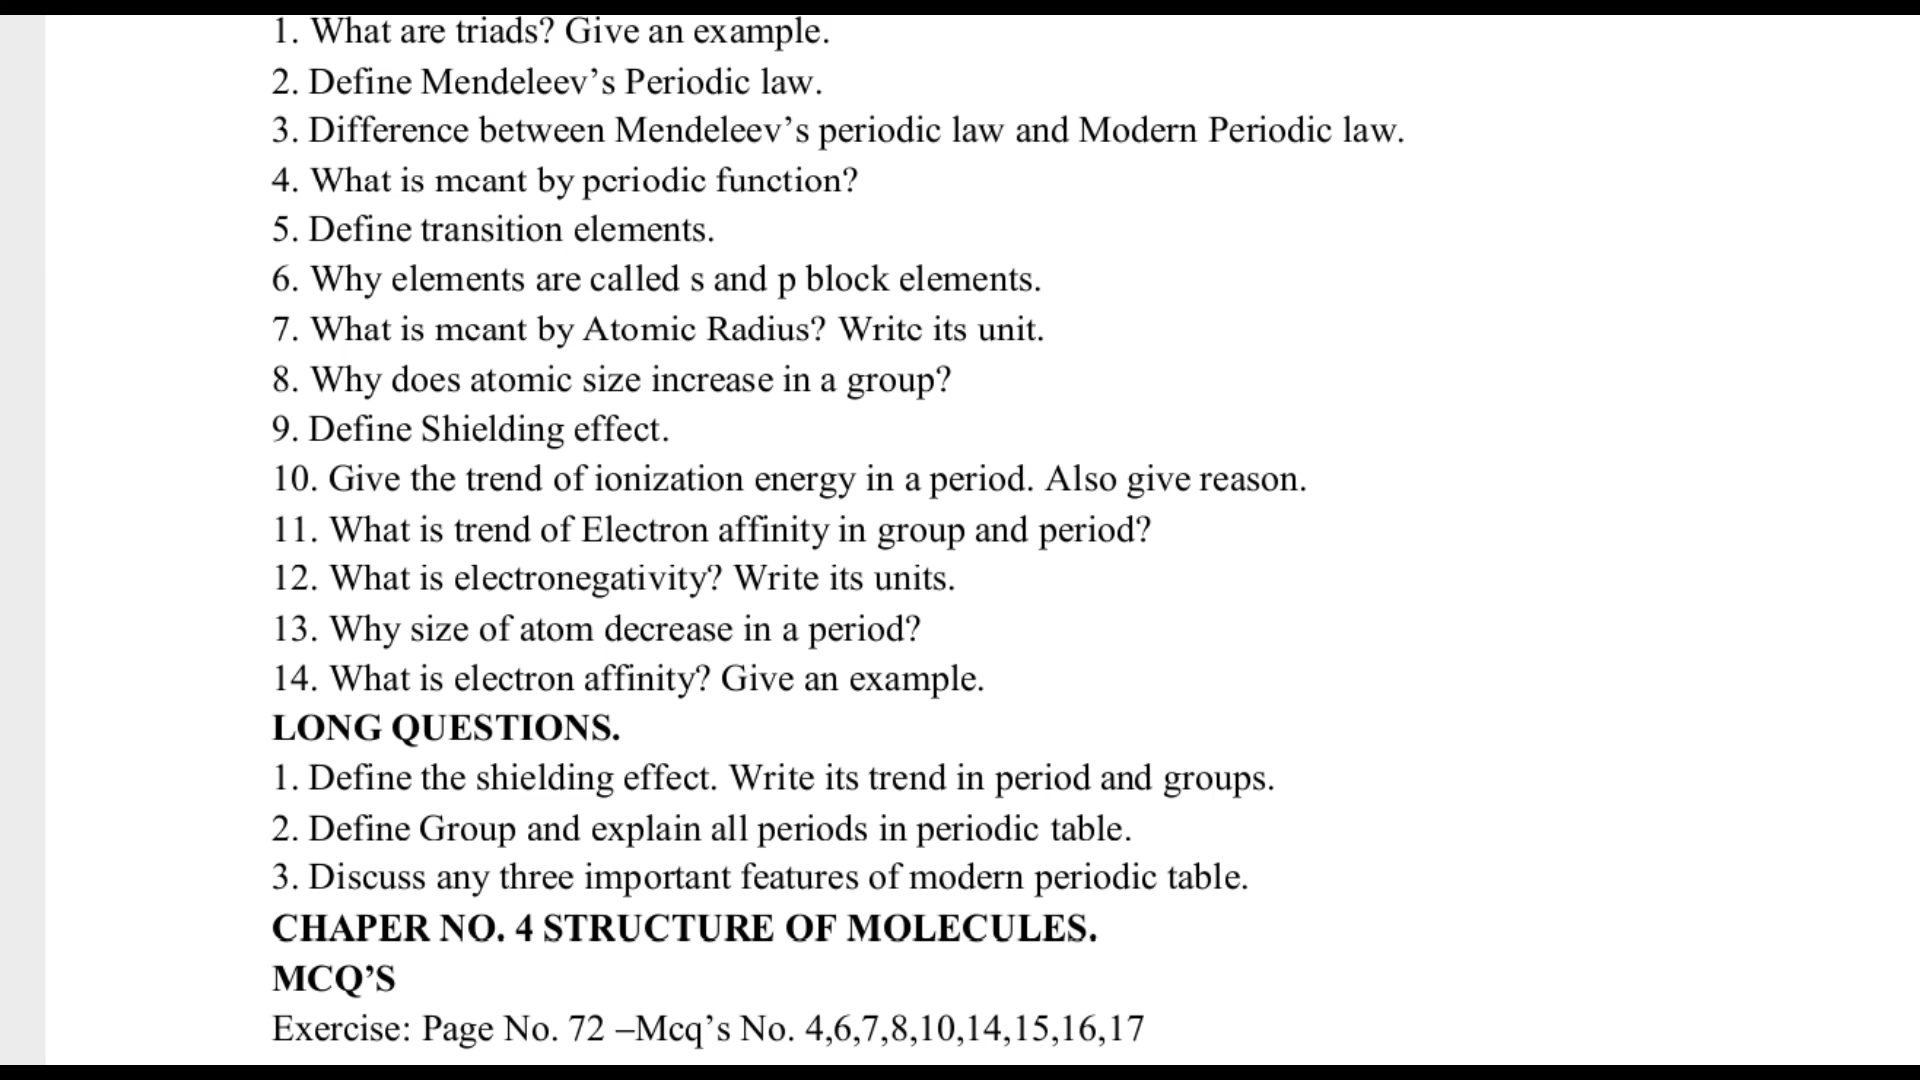 1. What are triads? Give an example.
2. Define Mendeleev’s Periodic law.
3. Difference between Mendeleev’s periodic law and Modern Periodic law.
4. What is meant by periodic function?
5. Define transition elements.
6. Why elements are called s and p block elements.
7. What is meant by Atomic Radius? Write its unit.
8. Why does atomic size increase in a group?
9. Define Shielding effect.
10. Give the trend of ionization energy in a period. Also give reason.
11. What is trend of Electron affinity in group and period?
12. What is electronegativity? Write its units.
13. Why size of atom decrease in a period?
14. What is electron affinity? Give an example.
LONG QUESTIONS.
1. Define the shielding effect. Write its trend in period and groups.
2. Define Group and explain all periods in periodic table.
3. Discuss any three important features of modern periodic table.
CHAPER NO. 4 STRUCTURE OF MOLECULES.
MCQ’S
Exercise: Page No. 72 –Mcq’s No. 4,6,7,8,10,14,15,16,17